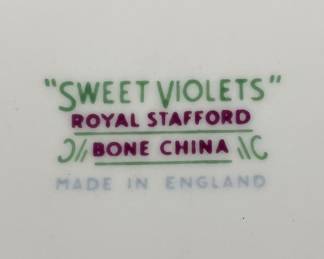 "SWEET VIOLETS"
ROYAL STAFFORD
BONE CHINA
MADE IN ENGLAND